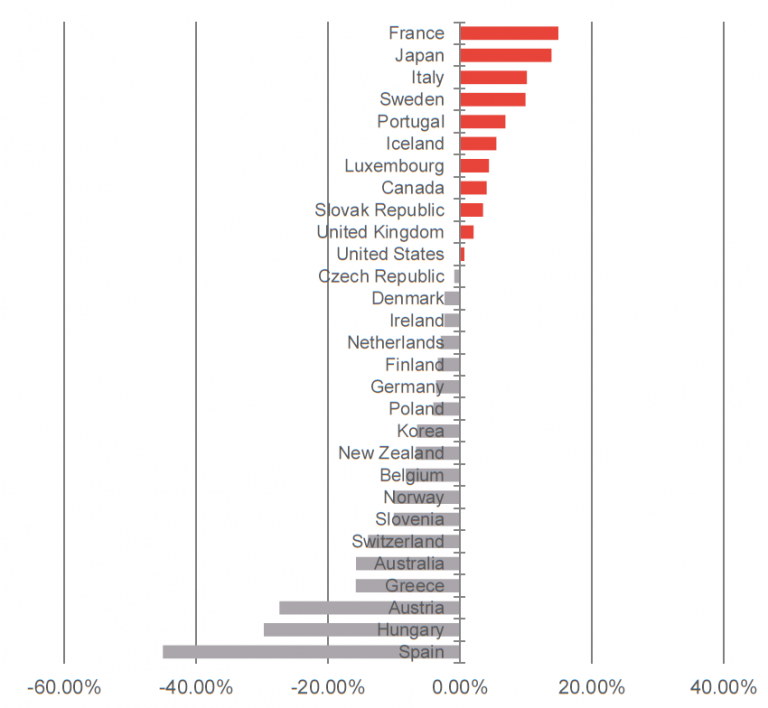 France
Japan
Italy
Sweden
Portugal
Iceland
Luxembourg
Canada
Slovak Republic
United Kingdom
United States
Czech Republic
Denmark
Ireland
Netherlands
Finland
Germany
Poland
Korea
New Zealand
Belgium
Norway
Slovenia
Switzerland
Australia
Greece
Austria
Hungary
Spain
-60.00% -40.00% -20.00% 0.00% 20.00% 40.00%